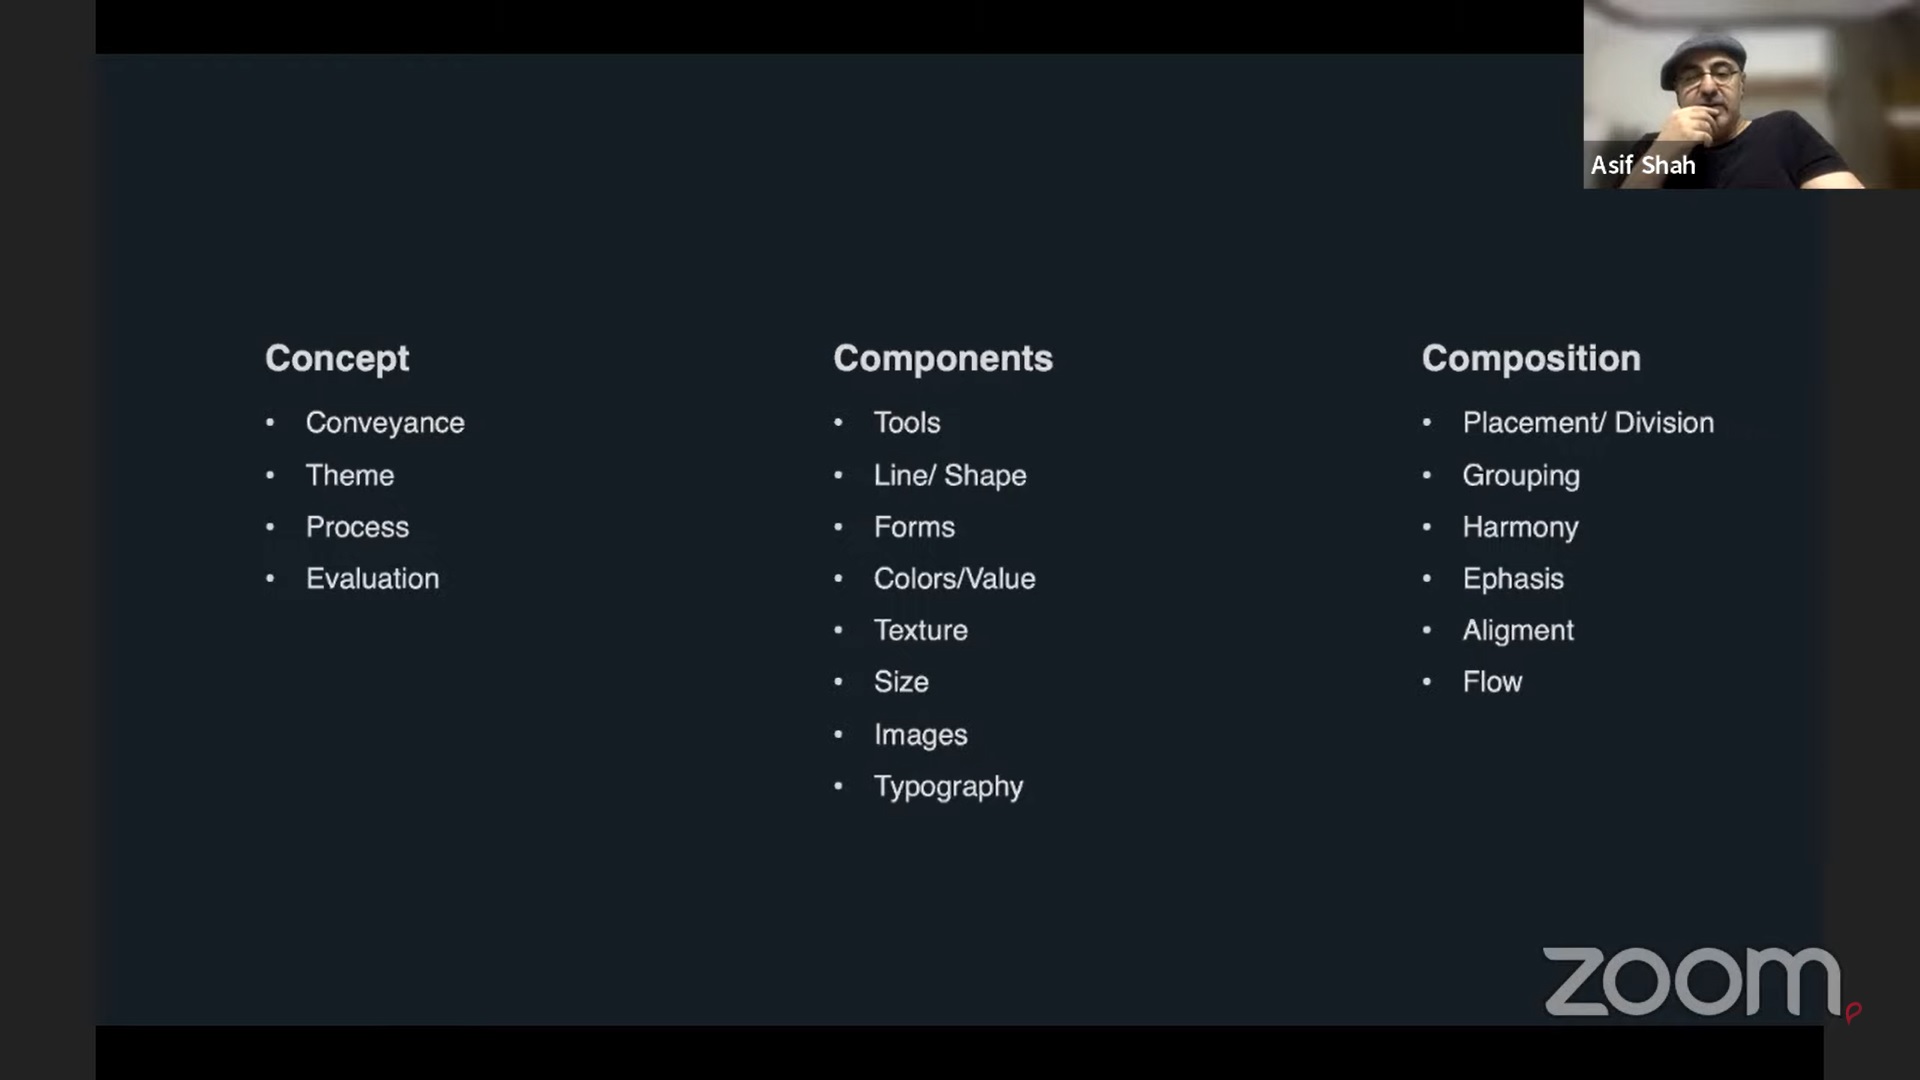 Asif Shah
Concept
• Conveyance
• Theme
• Process
• Evaluation
Components
• Tools
• Line/ Shape
• Forms
• Colors/Value
• Texture
• Size
• Images
• Typography
Composition
• Placement/ Division
• Grouping
• Harmony
• Ephasis
• Aligment
• Flow
zoom